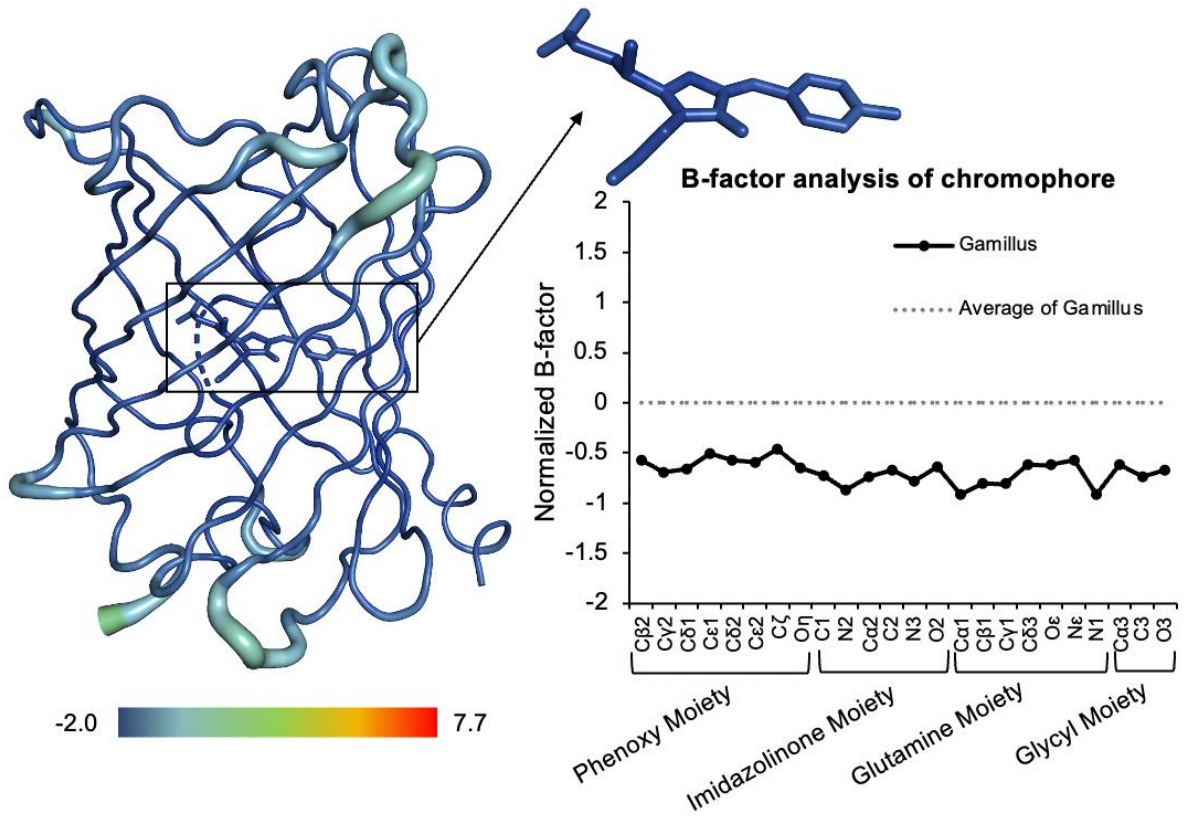 B-factor analysis of chromophore
2
1.5
1
0.5
0
-0.5
-1
-1.5
-2
Normalized B-factor
Gamillus
Average of Gamillus
Cβ2 Cγ2 Cδ1 Cε1 Cδ2 Cε2 Cζ Oη C1 N2 Cα2 C2 N3 O2 Cα1 Cβ1 Cγ1 Cδ3 Oε Nε N1 Cα3 C3 O3
Phenoxy Moiety
Imidazolinone Moiety
Glutamine Moiety
Glycyl Moiety
-2.0 7.7